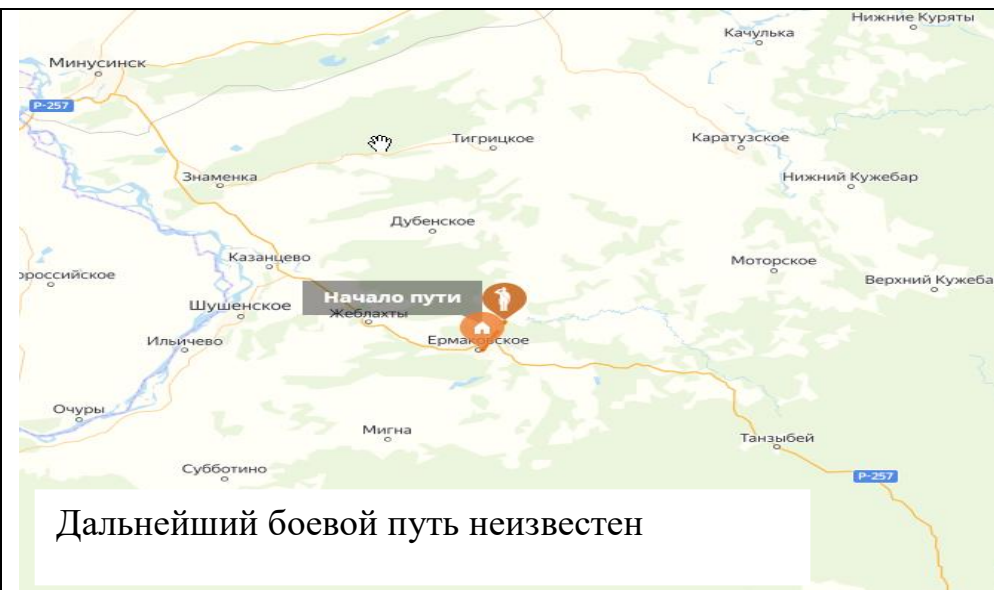 Нижние Куряты
Качулька
Минусинск
Р-257
Тигрицкое
Каратузское
Знаменка
Нижний Кужебар
Дубенское
Казанцево
Моторское
ороссийское
Верхний Кужеба
Начало пути
Шушенское
Жеблахты
Ильичево
Ермаковское
Очуры
Мигна
Танзыбей
Субботино
Р-257
Дальнейший боевой путь неизвестен